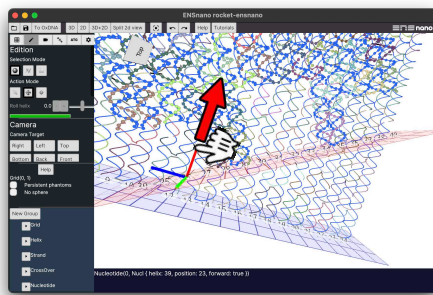 ENSnano rocket-ensnano
To OxDNA 3D 2D 3D+2D Split 2d view Help Tutorials
Edition
Selection Mode
Action Mode
Roll helix 0.0
Camera
Camera Target
Right Left Top
Bottom Back Front
Help
Grid(0, 1)
Persistent phantoms
No sphere
New Group
Grid
Helix
Strand
CrossOver
Nucleotide
Nucleotide(0, Nucl { helix: 39, position: 23, forward: true })